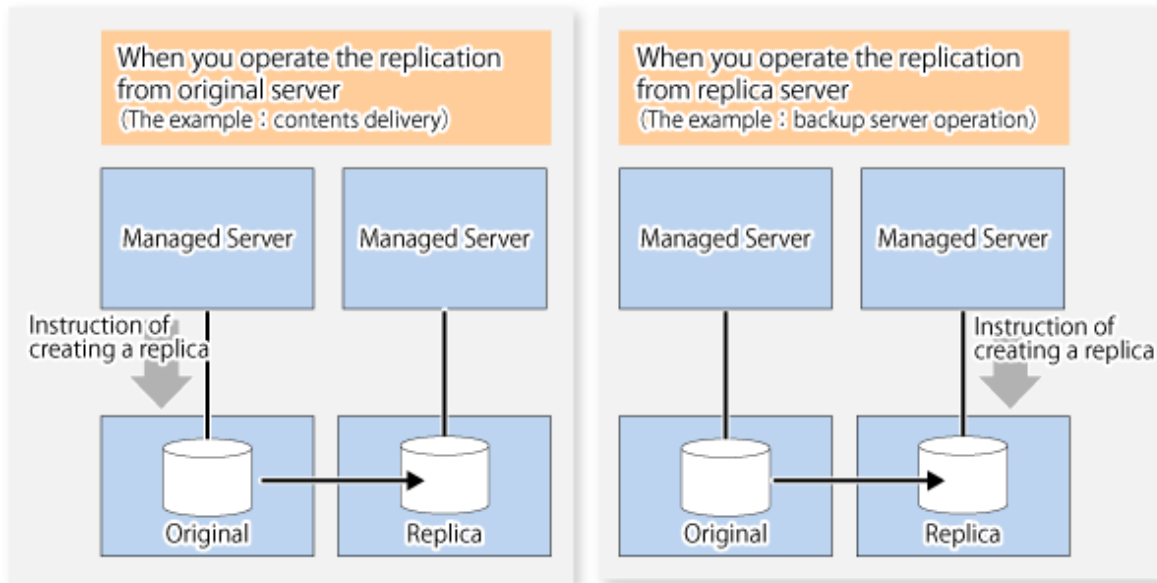 When you operate the replication
from original server
(The example：contents delivery)
Managed Server
Managed Server
Instruction of
creating a replica
Original
Replica
When you operate the replication
from replica server
(The example：backup server operation)
Managed Server
Managed Server
Instruction of
creating a replica
Original
Replica